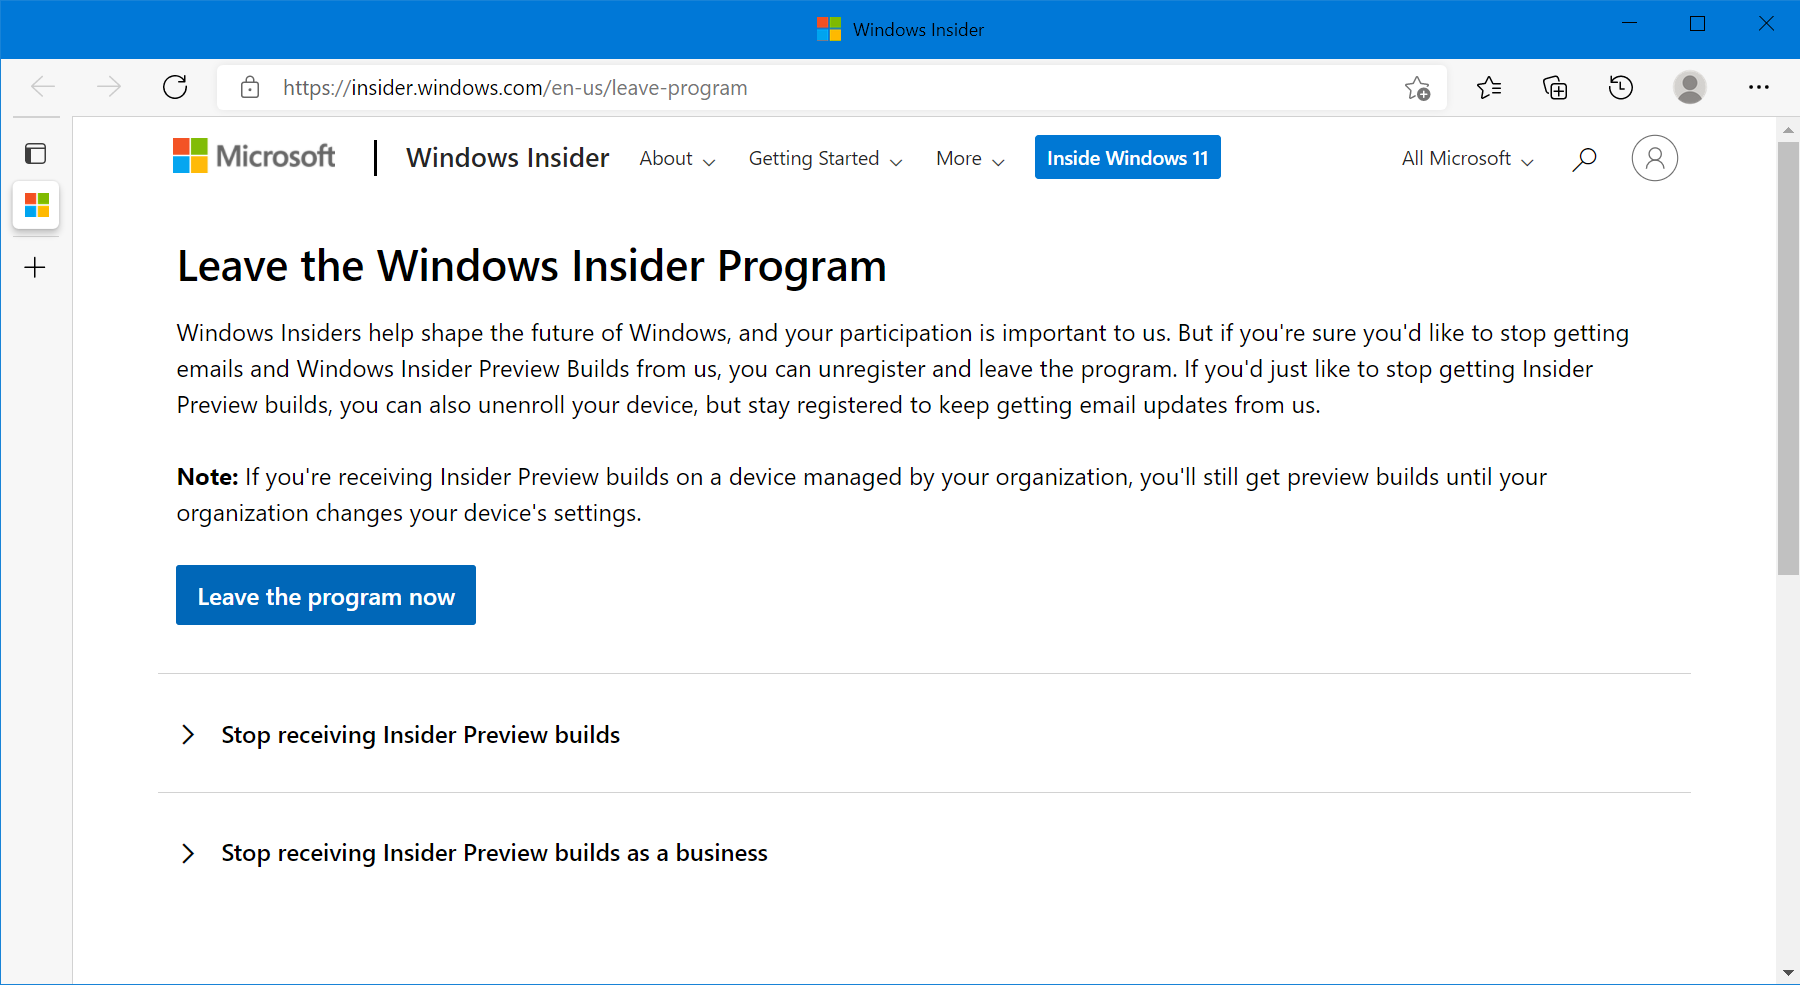 Windows Insider
https://insider.windows.com/en-us/leave-program
Microsoft
Windows Insider
About
Getting Started
More
Inside Windows 11
All Microsoft
Leave the Windows Insider Program
Windows Insiders help shape the future of Windows, and your participation is important to us. But if you're sure you'd like to stop getting
emails and Windows Insider Preview Builds from us, you can unregister and leave the program. If you'd just like to stop getting Insider
Preview builds, you can also unenroll your device, but stay registered to keep getting email updates from us.
Note: If you're receiving Insider Preview builds on a device managed by your organization, you'll still get preview builds until your
organization changes your device's settings.
Leave the program now
Stop receiving Insider Preview builds
Stop receiving Insider Preview builds as a business